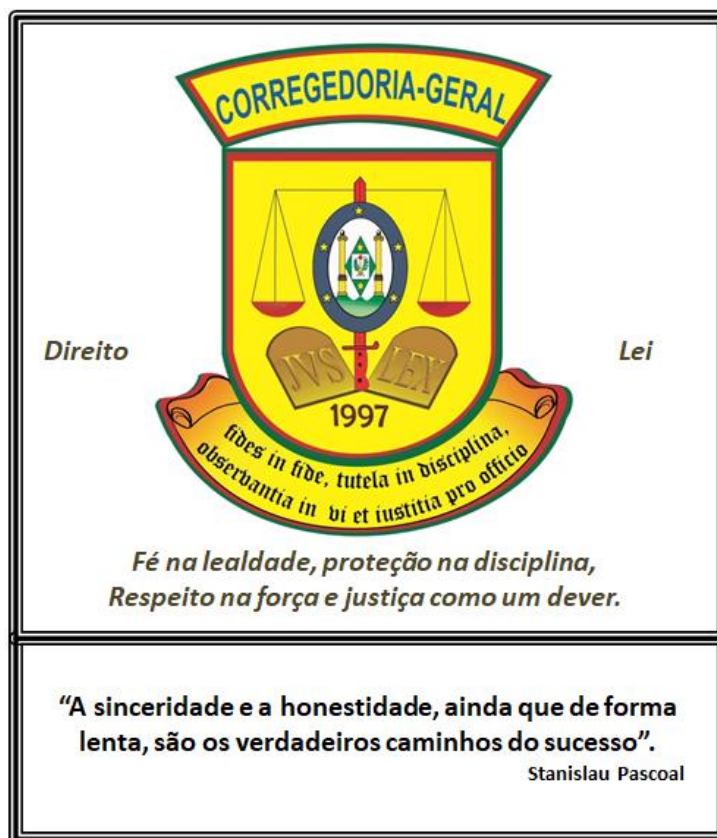 CORREGEDORIA-GERAL
Direito
Lei
JVS LEX
1997
fides in fide, tutela in disciplina,
observantia in vi et iustitia pro officio
Fé na lealdade, proteção na disciplina,
Respeito na força e justiça como um dever.
“A sinceridade e a honestidade, ainda que de forma
lenta, são os verdadeiros caminhos do sucesso”.
Stanislau Pascoal